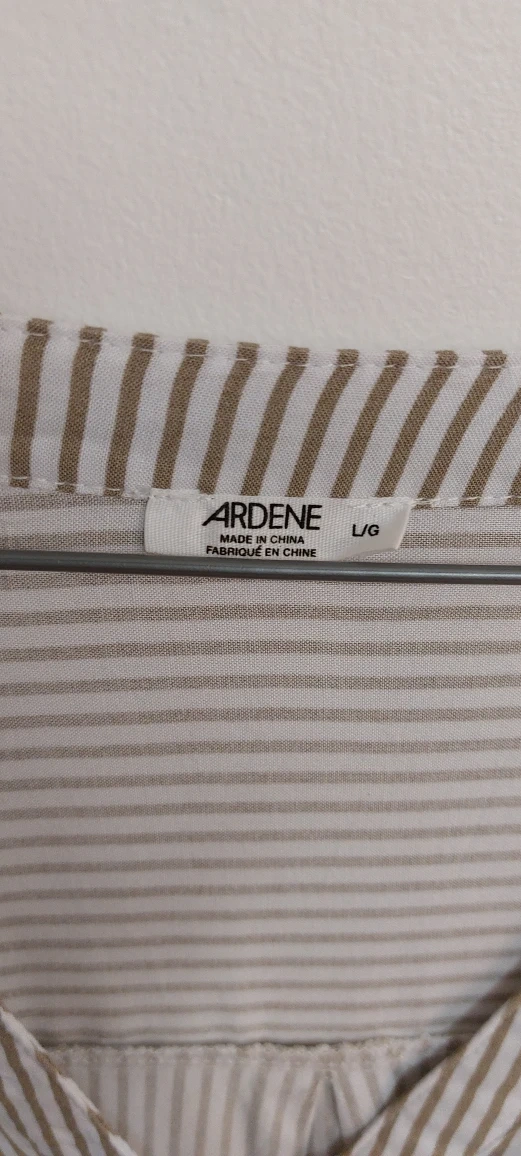 ARDENE
MADE IN CHINA
FABRIQUÉ EN CHINE
L/G